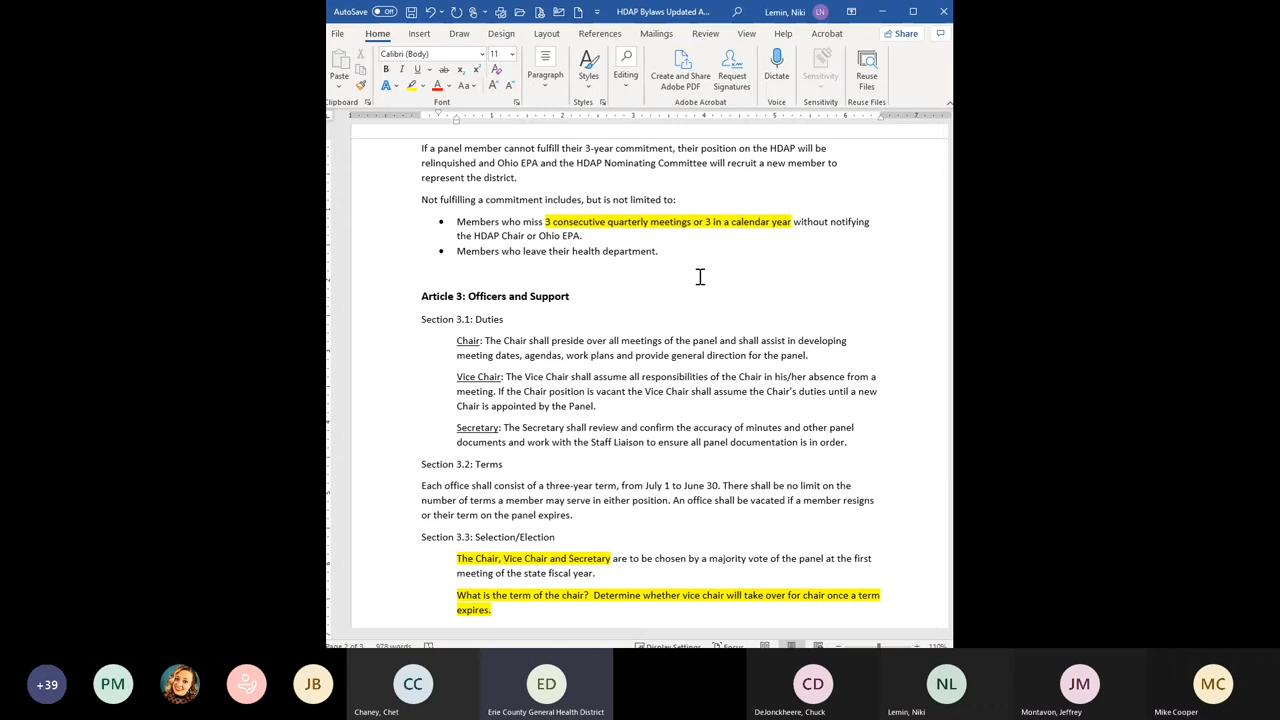 AutoSave Off HDAP Bylaws Updated A... Lemin, Niki LN
File Home Insert Draw Design Layout References Mailings Review View Help Acrobat Share
Calibri (Body) 11
Paste
Paragraph
Styles
Editing
Create and Share
Adobe PDF
Request
Signatures
Dictate
Sensitivity
Reuse
Files
Clipboard Font Styles Adobe Acrobat Voice Sensitivity Reuse Files
If a panel member cannot fulfill their 3-year commitment, their position on the HDAP will be
relinquished and Ohio EPA and the HDAP Nominating Committee will recruit a new member to
represent the district.
Not fulfilling a commitment includes, but is not limited to:
• Members who miss 3 consecutive quarterly meetings or 3 in a calendar year without notifying
the HDAP Chair or Ohio EPA.
• Members who leave their health department.
Article 3: Officers and Support
Section 3.1: Duties
Chair: The Chair shall preside over all meetings of the panel and shall assist in developing
meeting dates, agendas, work plans and provide general direction for the panel.
Vice Chair: The Vice Chair shall assume all responsibilities of the Chair in his/her absence from a
meeting. If the Chair position is vacant the Vice Chair shall assume the Chair's duties until a new
Chair is appointed by the Panel.
Secretary: The Secretary shall review and confirm the accuracy of minutes and other panel
documents and work with the Staff Liaison to ensure all panel documentation is in order.
Section 3.2: Terms
Each office shall consist of a three-year term, from July 1 to June 30. There shall be no limit on the
number of terms a member may serve in either position. An office shall be vacated if a member resigns
or their term on the panel expires.
Section 3.3: Selection/Election
The Chair, Vice Chair and Secretary are to be chosen by a majority vote of the panel at the first
meeting of the state fiscal year.
What is the term of the chair? Determine whether vice chair will take over for chair once a term
expires.
Page 2 of 3 978 words Display Settings Focus 110%
+39 PM JB CC ED CD NL JM MC
Chaney, Chet Erie County General Health District DeJonckheere, Chuck Lemin, Niki Montavon, Jeffrey Mike Cooper